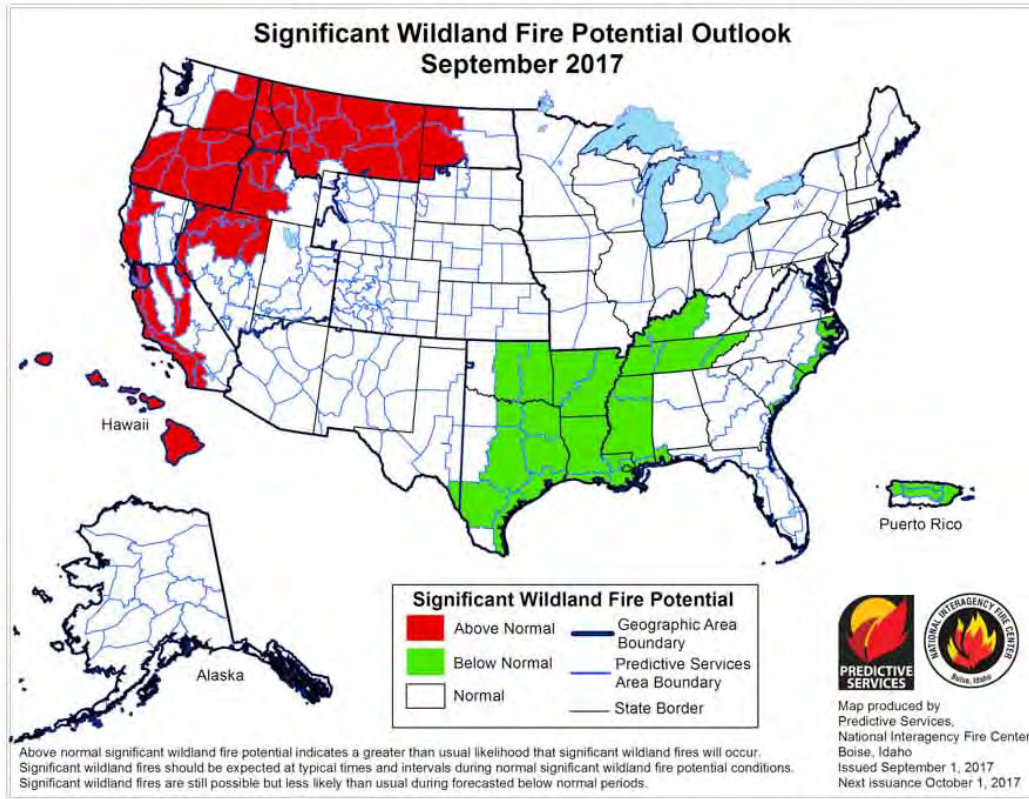 Significant Wildland Fire Potential Outlook
September 2017
Hawaii
Puerto Rico
Alaska
Significant Wildland Fire Potential
Above Normal
Below Normal
Normal
Geographic Area
Boundary
Predictive Services
Area Boundary
State Border
PREDICTIVE
SERVICES
NATIONAL INTERAGENCY FIRE CENTER
Boise, Idaho
Map produced by
Predictive Services,
National Interagency Fire Center
Boise, Idaho
Issued September 1, 2017
Next issuance October 1, 2017
Above normal significant wildland fire potential indicates a greater than usual likelihood that significant wildland fires will occur.
Significant wildland fires should be expected at typical times and intervals during normal significant wildland fire potential conditions.
Significant wildland fires are still possible but less likely than usual during forecasted below normal periods.